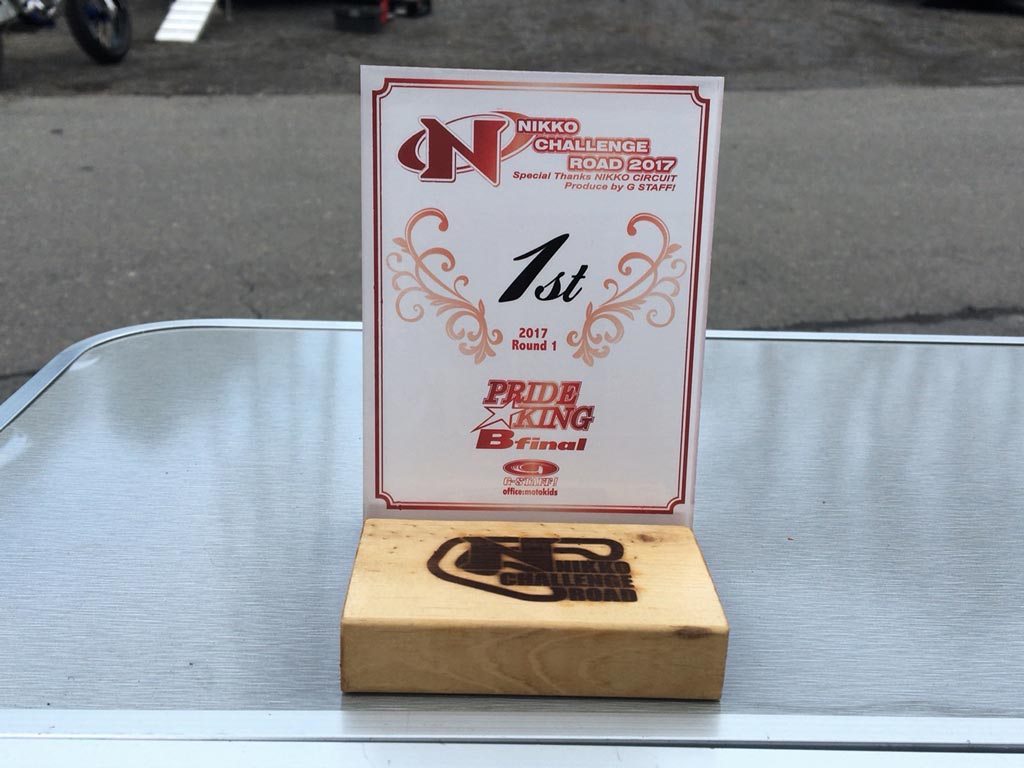 N
NIKKO
CHALLENGE
ROAD 2017
Special Thanks NIKKO CIRCUIT
Produce by G STAFF!
1st
2017
Round 1
PRIDE
KING
B final
G-STAFF!
office:motokids
N
NIKKO
CHALLENGE
ROAD